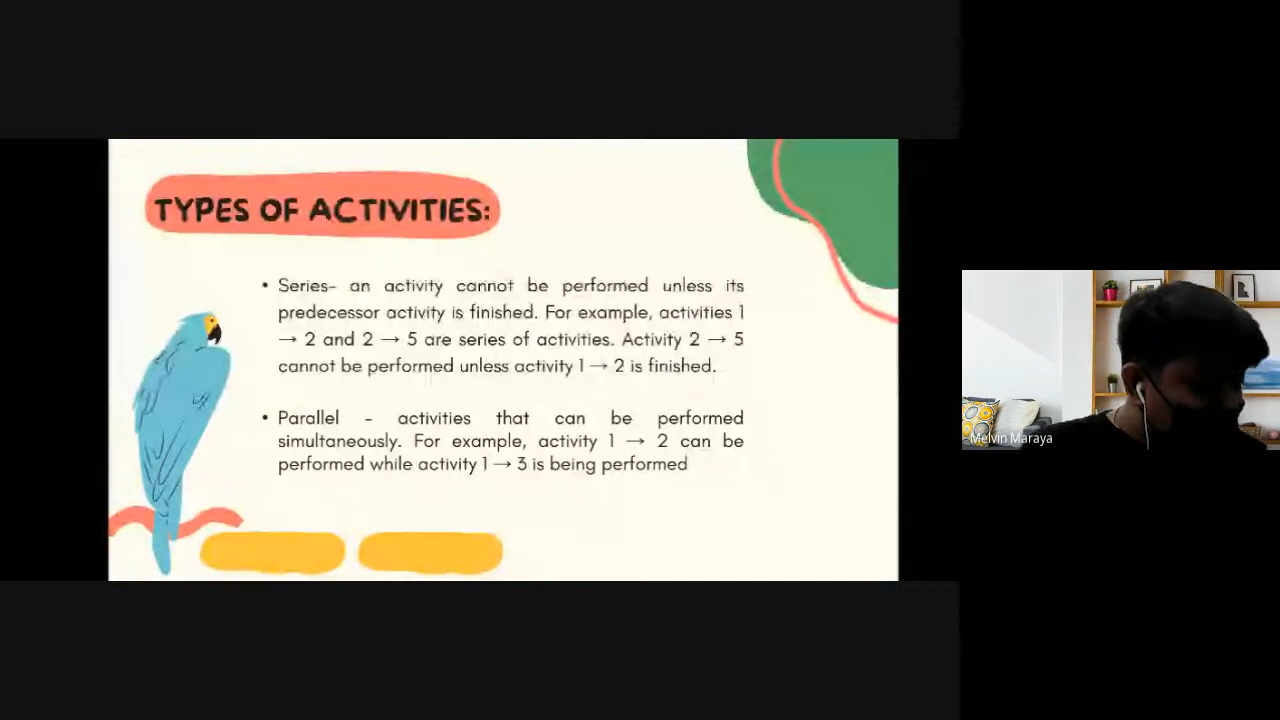 TYPES OF ACTIVITIES:
• Series- an activity cannot be performed unless its
predecessor activity is finished. For example, activities 1
→ 2 and 2 → 5 are series of activities. Activity 2 → 5
cannot be performed unless activity 1 → 2 is finished.
• Parallel - activities that can be performed
simultaneously. For example, activity 1 → 2 can be
performed while activity 1 → 3 is being performed
Melvin Maraya